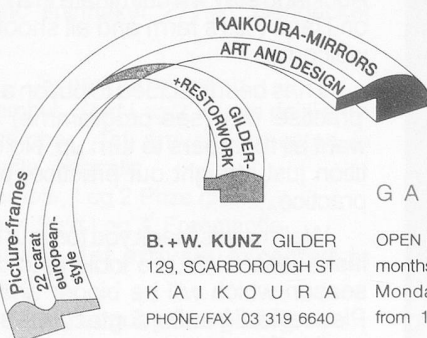 KAIKOURA-MIRRORS
ART AND DESIGN
GILDER-
+RESTORWORK
Picture-frames
22 carat
european-
style
G A
B. + W. KUNZ GILDER
129, SCARBOROUGH ST
KAIKOURA
PHONE/FAX 03 319 6640
OPEN
months
Monda
from 1